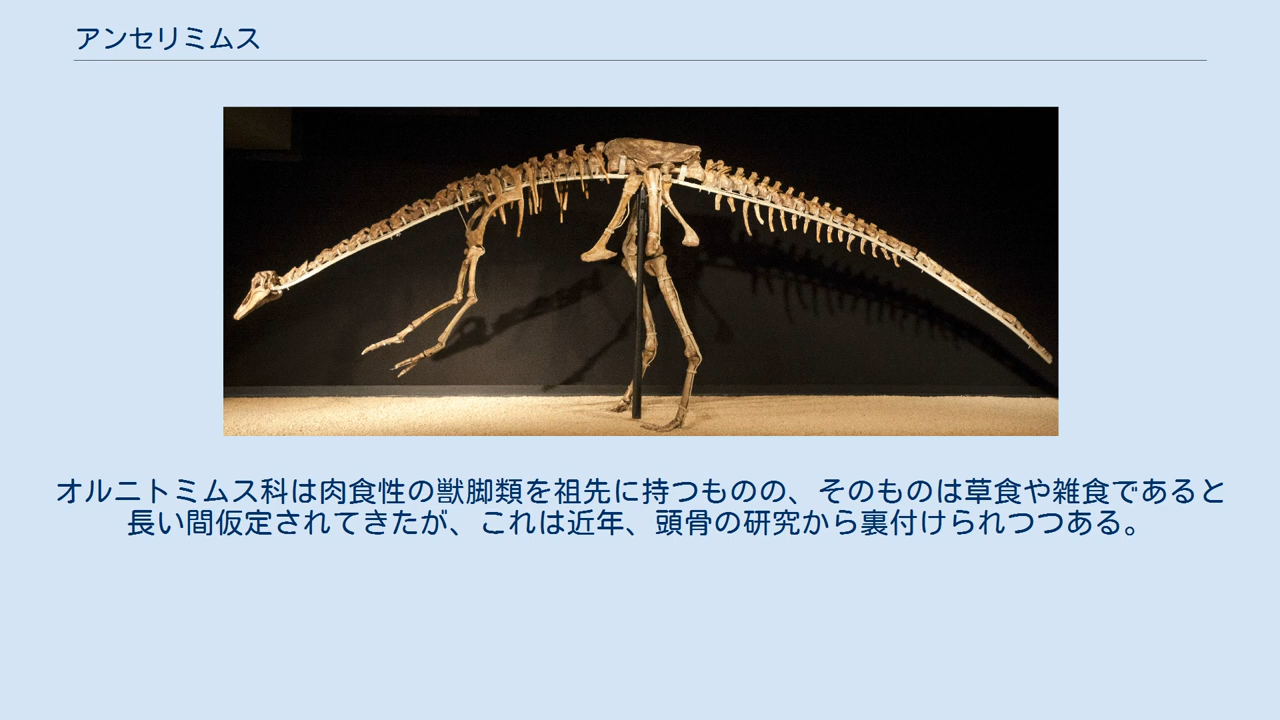 アンセリミムス
オルニトミムス科は肉食性の獣脚類を祖先に持つものの、そのものは草食や雑食であると
長い間仮定されてきたが、これは近年、頭骨の研究から裏付けられつつある。